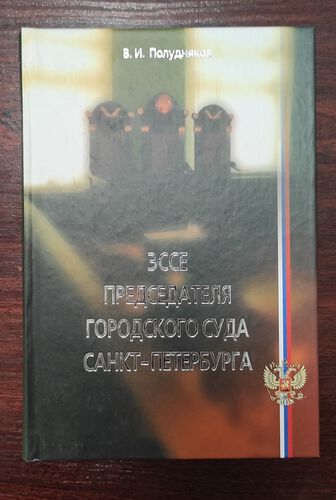 В. И. Полудняков
ЭССЕ
ПРЕДСЕДАТЕЛЯ
ГОРОДСКОГО СУДА
САНКТ-ПЕТЕРБУРГА